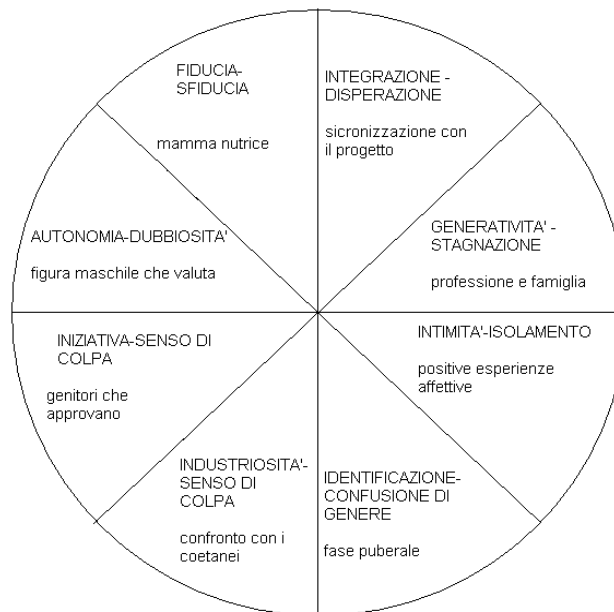 FIDUCIA-
SFIDUCIA
mamma nutrice
INTEGRAZIONE -
DISPERAZIONE
sicronizzazione con
il progetto
AUTONOMIA-DUBBIOSITA'
figura maschile che valuta
GENERATIVITA' -
STAGNAZIONE
professione e famiglia
INIZIATIVA-SENSO DI
COLPA
genitori che
approvano
INTIMITA'-ISOLAMENTO
positive esperienze
affettive
INDUSTRIOSITA'-
SENSO DI
COLPA
confronto con i
coetanei
IDENTIFICAZIONE-
CONFUSIONE DI
GENERE
fase puberale